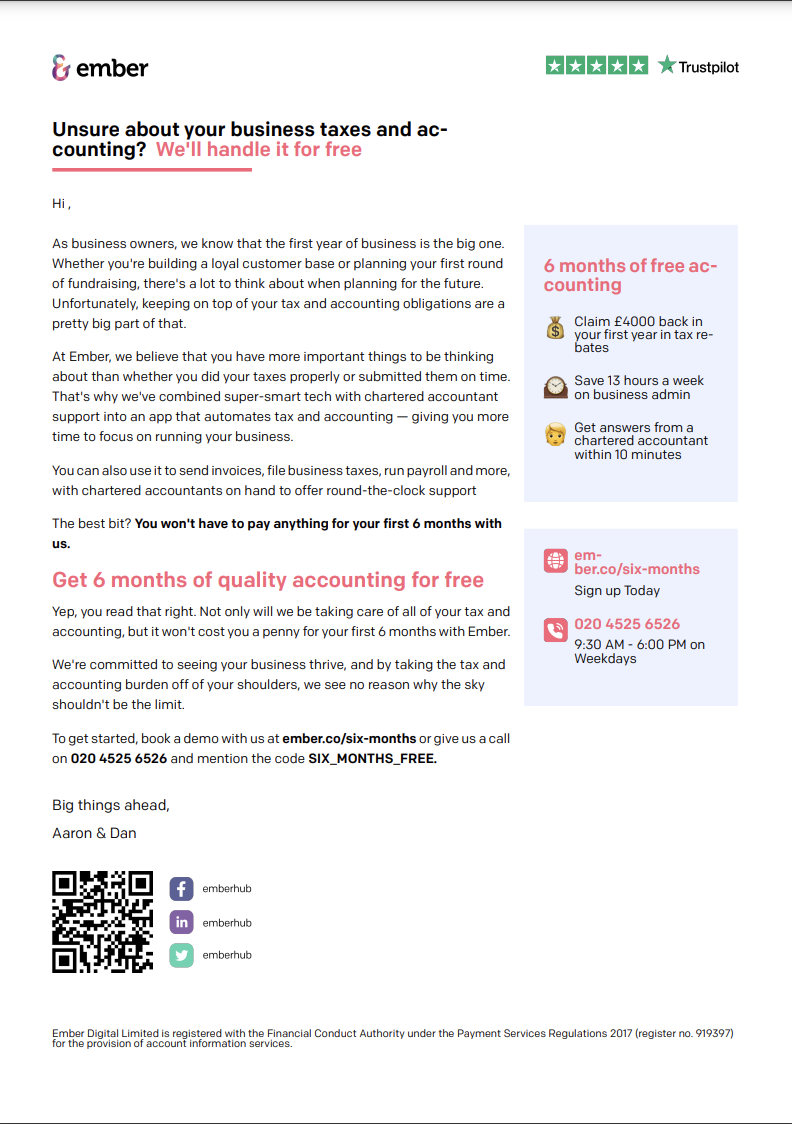 ember
Trustpilot
Unsure about your business taxes and ac-
counting? We'll handle it for free
Hi ,
As business owners, we know that the first year of business is the big one.
Whether you're building a loyal customer base or planning your first round
of fundraising, there's a lot to think about when planning for the future.
Unfortunately, keeping on top of your tax and accounting obligations are a
pretty big part of that.
At Ember, we believe that you have more important things to be thinking
about than whether you did your taxes properly or submitted them on time.
That's why we've combined super-smart tech with chartered accountant
support into an app that automates tax and accounting — giving you more
time to focus on running your business.
You can also use it to send invoices, file business taxes, run payroll and more,
with chartered accountants on hand to offer round-the-clock support
The best bit? You won't have to pay anything for your first 6 months with
us.
Get 6 months of quality accounting for free
Yep, you read that right. Not only will we be taking care of all of your tax and
accounting, but it won't cost you a penny for your first 6 months with Ember.
We're committed to seeing your business thrive, and by taking the tax and
accounting burden off of your shoulders, we see no reason why the sky
shouldn't be the limit.
To get started, book a demo with us at ember.co/six-months or give us a call
on 020 4525 6526 and mention the code SIX_MONTHS_FREE.
Big things ahead,
Aaron & Dan
6 months of free ac-
counting
Claim £4000 back in
your first year in tax re-
bates
Save 13 hours a week
on business admin
Get answers from a
chartered accountant
within 10 minutes
em-
ber.co/six-months
Sign up Today
020 4525 6526
9:30 AM - 6:00 PM on
Weekdays
emberhub
emberhub
emberhub
Ember Digital Limited is registered with the Financial Conduct Authority under the Payment Services Regulations 2017 (register no. 919397)
for the provision of account information services.